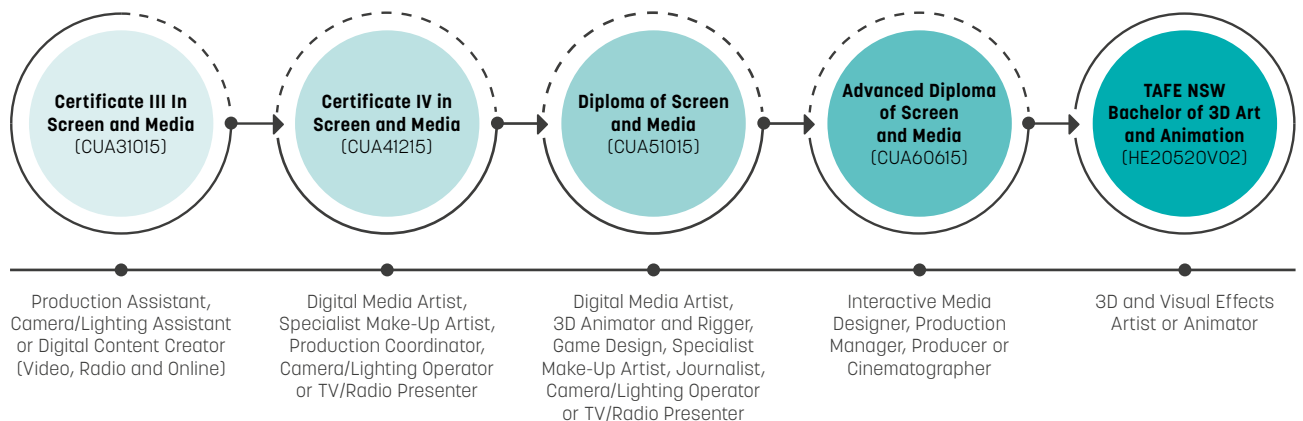 Certificate III In
Screen and Media
(CUA31015)
Certificate IV in
Screen and Media
(CUA41215)
Diploma of Screen
and Media
(CUA51015)
Advanced Diploma
of Screen
and Media
(CUA60615)
TAFE NSW
Bachelor of 3D Art
and Animation
(HE20520V02)
Production Assistant,
Camera/Lighting Assistant
or Digital Content Creator
(Video, Radio and Online)
Digital Media Artist,
Specialist Make-Up Artist,
Production Coordinator,
Camera/Lighting Operator
or TV/Radio Presenter
Digital Media Artist,
3D Animator and Rigger,
Game Design, Specialist
Make-Up Artist, Journalist,
Camera/Lighting Operator
or TV/Radio Presenter
Interactive Media
Designer, Production
Manager, Producer or
Cinematographer
3D and Visual Effects
Artist or Animator